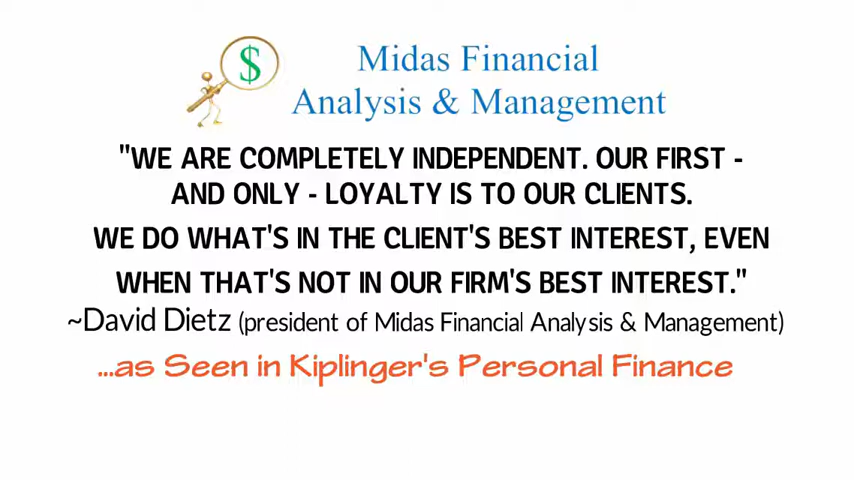 $
Midas Financial
Analysis & Management
"WE ARE COMPLETELY INDEPENDENT. OUR FIRST -
AND ONLY - LOYALTY IS TO OUR CLIENTS.
WE DO WHAT'S IN THE CLIENT'S BEST INTEREST, EVEN
WHEN THAT'S NOT IN OUR FIRM'S BEST INTEREST."
~David Dietz (president of Midas Financial Analysis & Management)
...as Seen in Kiplinger's Personal Finance